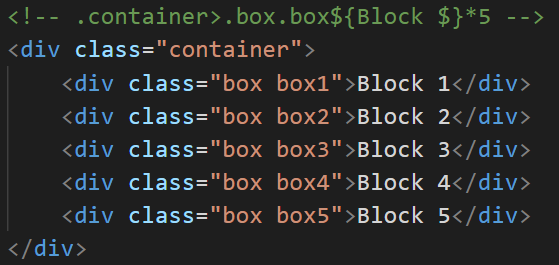 <!-- .container>.box.box${Block $}*5 -->
<div class="container">
    <div class="box box1">Block 1</div>
    <div class="box box2">Block 2</div>
    <div class="box box3">Block 3</div>
    <div class="box box4">Block 4</div>
    <div class="box box5">Block 5</div>
</div>